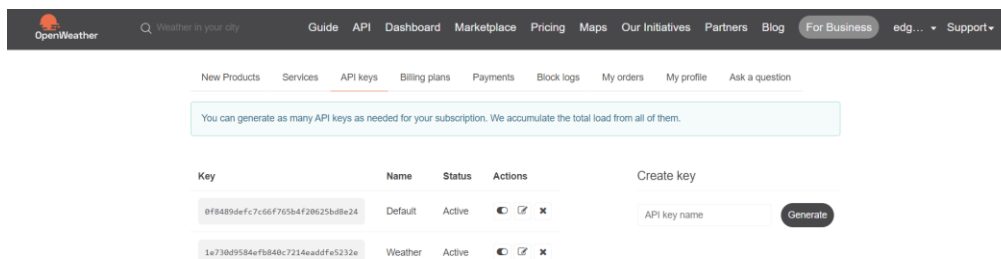 OpenWeather
Weather in your city
Guide API Dashboard Marketplace Pricing Maps Our Initiatives Partners Blog For Business edg... Support
New Products Services API keys Billing plans Payments Block logs My orders My profile Ask a question
You can generate as many API keys as needed for your subscription. We accumulate the total load from all of them.
Key Name Status Actions Create key
0f8489defc7c66f765b4f20625bd8e24 Default Active API key name Generate
1e730d9584efb840c7214eaddfe5232e Weather Active